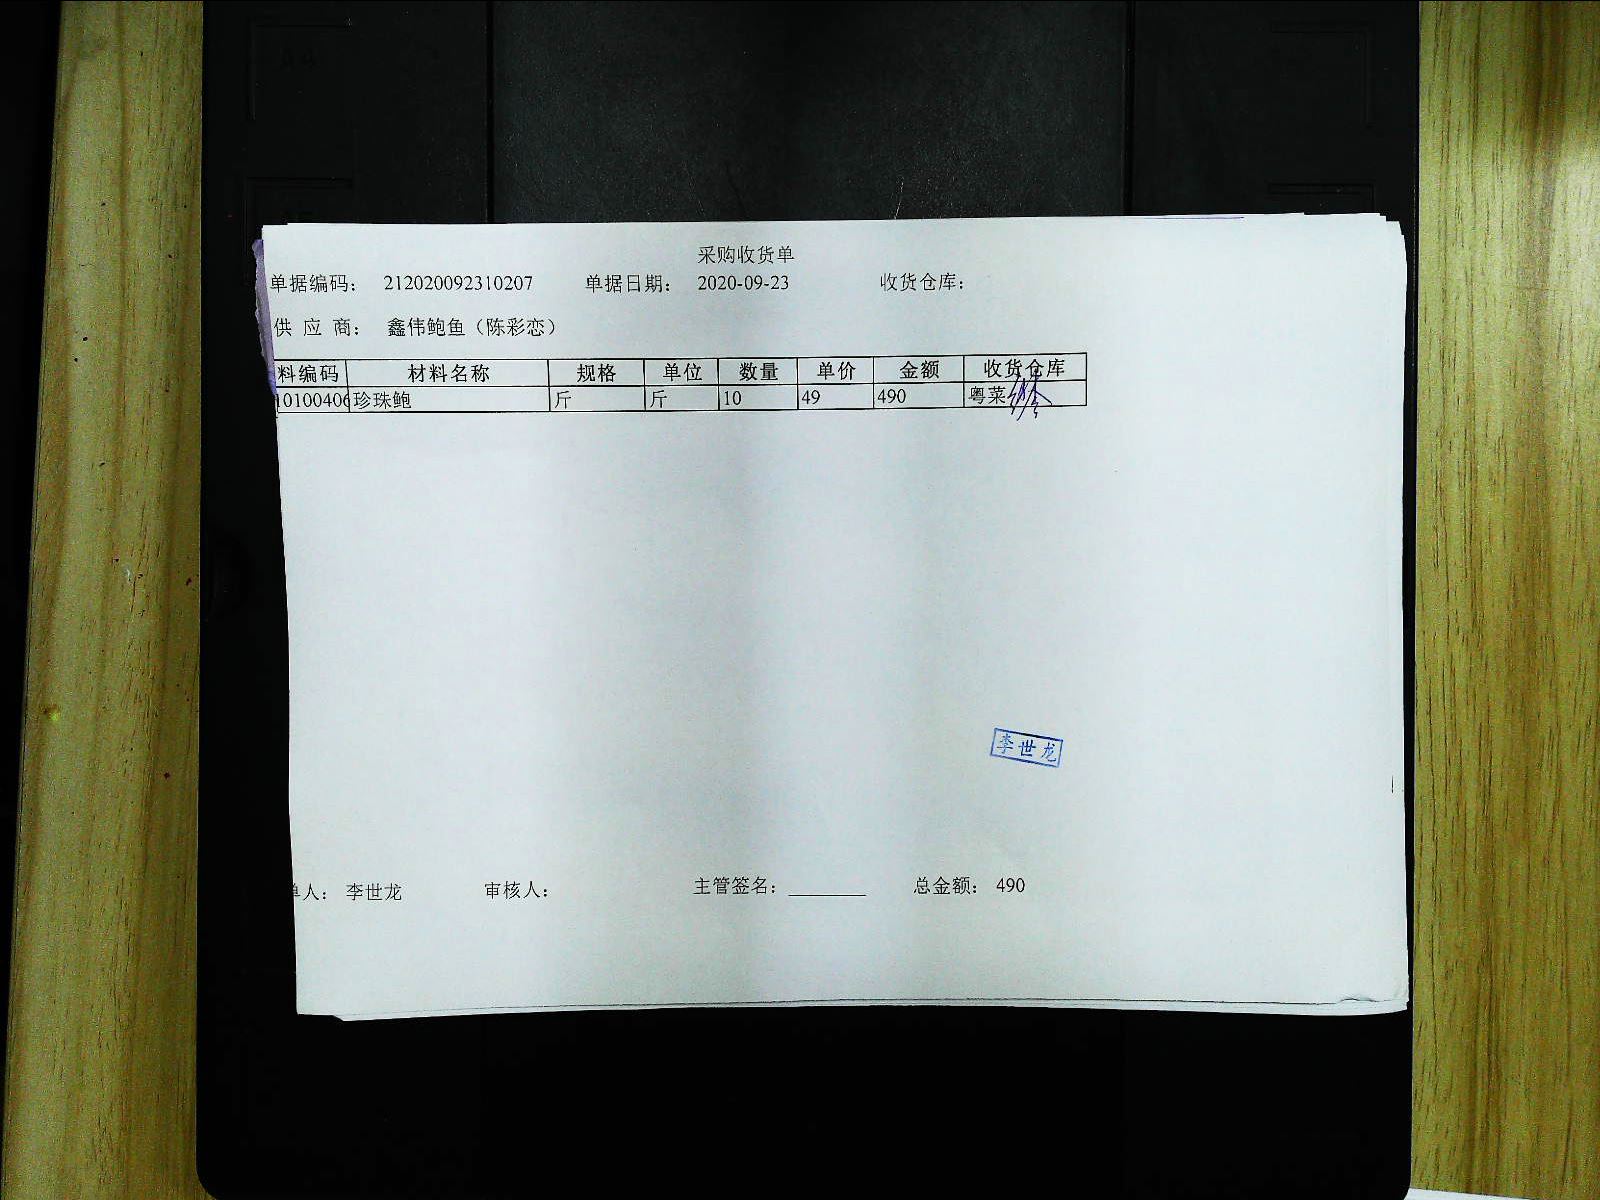 采购收货单
单据编码： 212020092310207 单据日期： 2020-09-23 收货仓库：
供 应 商： 鑫伟鲍鱼（陈彩恋）
料编码 材料名称 规格 单位 数量 单价 金额 收货仓库
10100406 珍珠鲍 斤 斤 10 49 490 粤菜
李世龙
单人： 李世龙 审核人： 主管签名： 总金额： 490